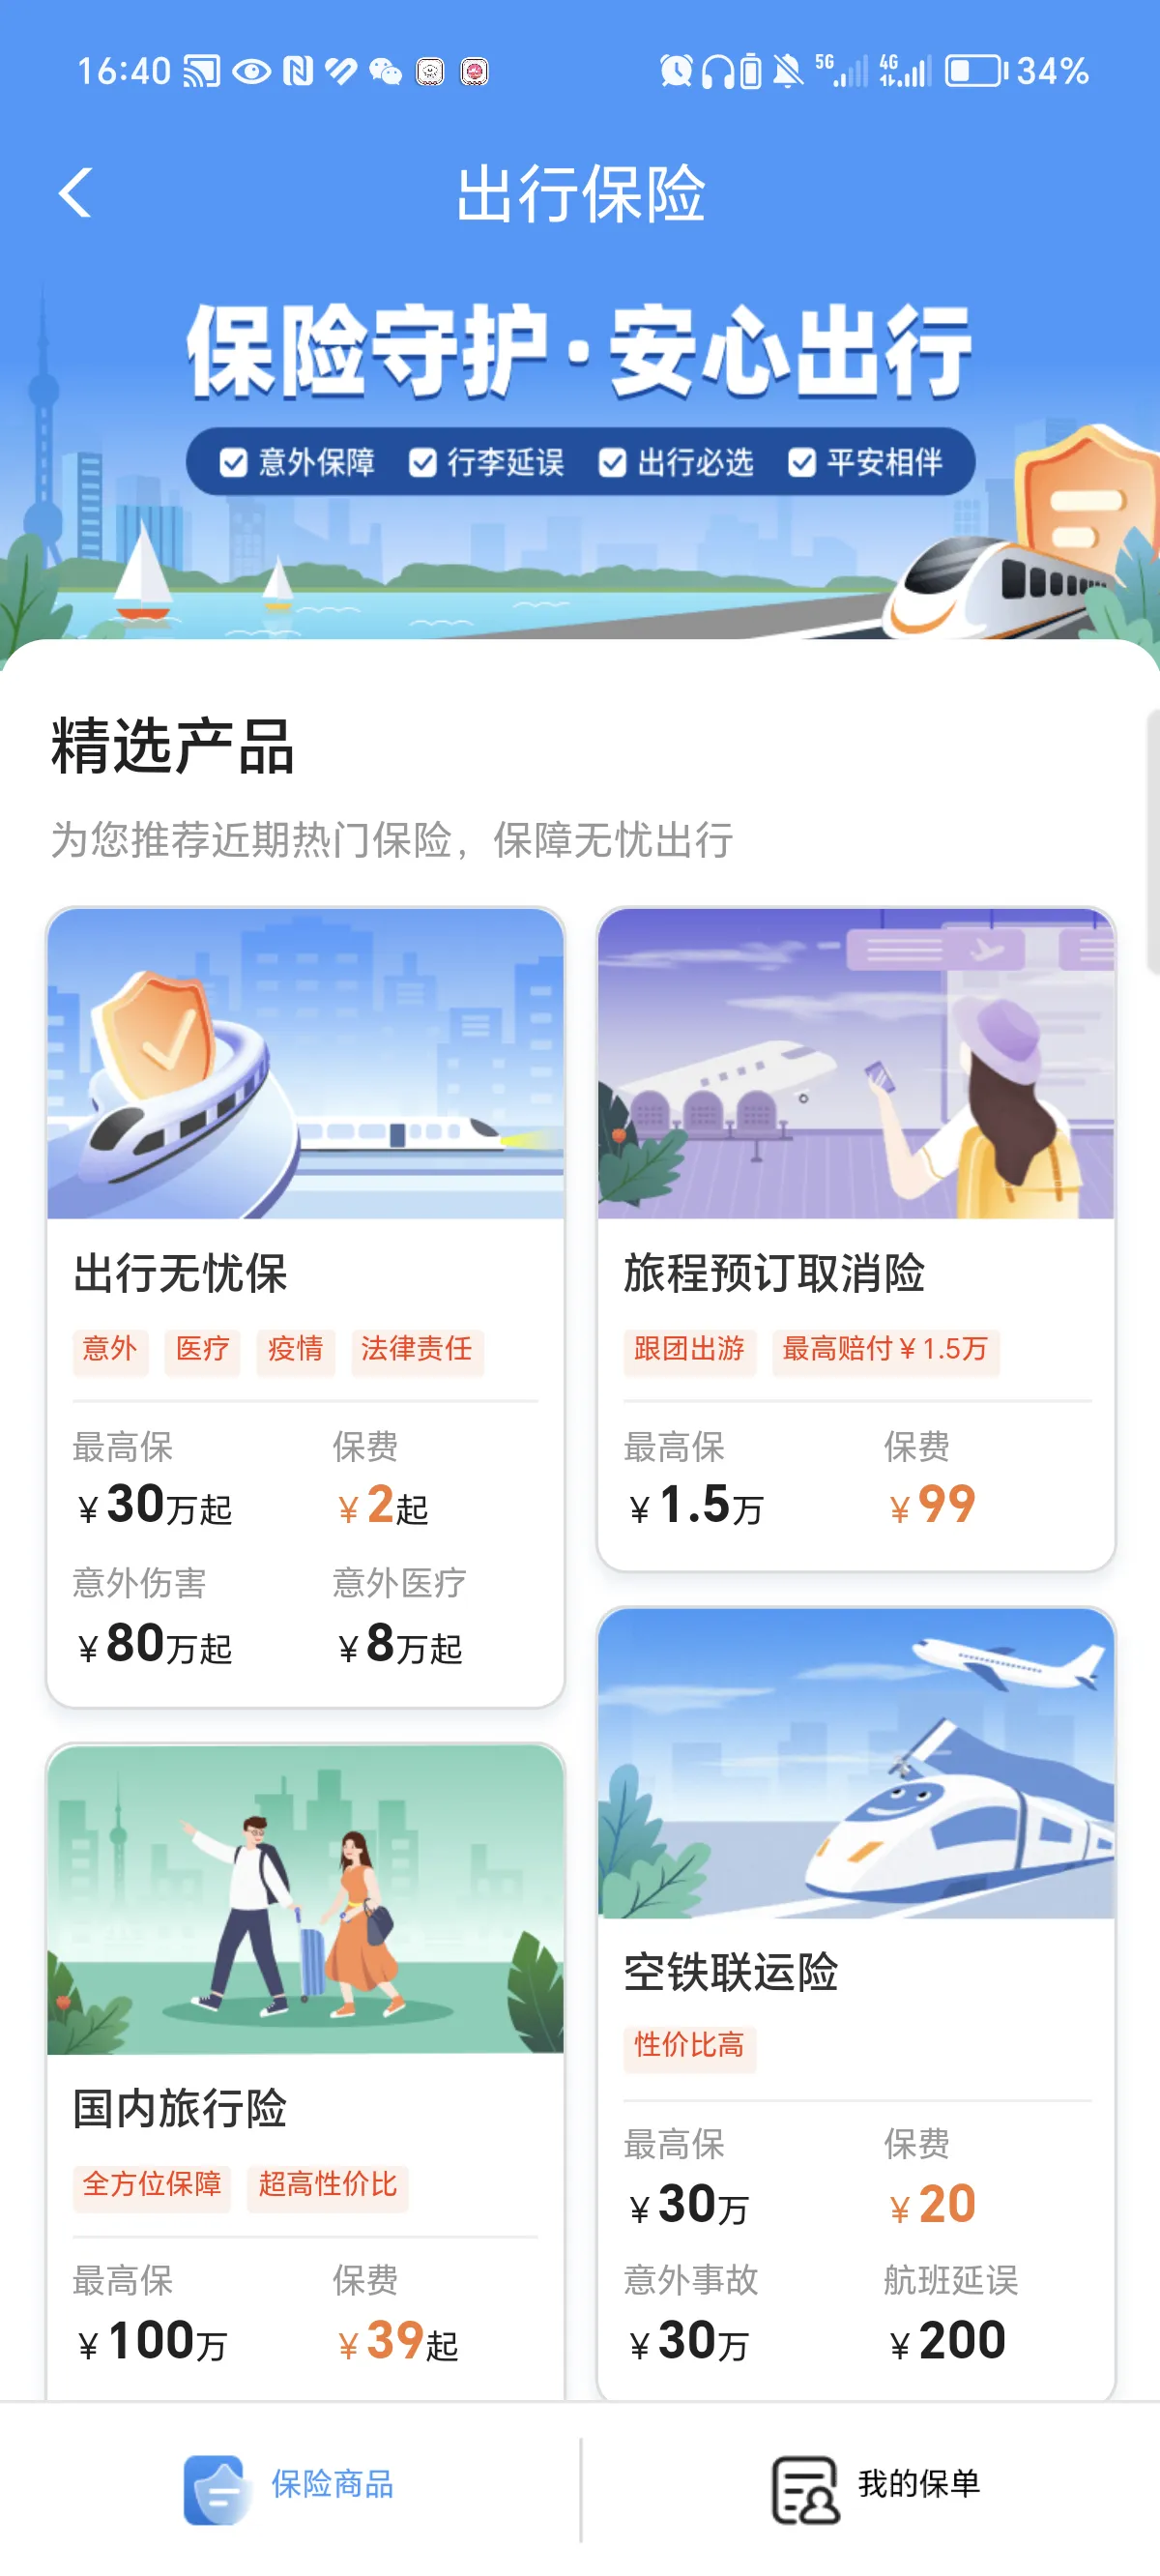 16:40
5G
4G
34%
出行保险
保险守护·安心出行
意外保障 行李延误 出行必选 平安相伴
精选产品
为您推荐近期热门保险，保障无忧出行
出行无忧保
意外 医疗 疫情 法律责任
最高保 保费
¥30万起 ¥2起
意外伤害 意外医疗
¥80万起 ¥8万起
旅程预订取消险
跟团出游 最高赔付¥1.5万
最高保 保费
¥1.5万 ¥99
国内旅行险
全方位保障 超高性价比
最高保 保费
¥100万 ¥39起
空铁联运险
性价比高
最高保 保费
¥30万 ¥20
意外事故 航班延误
¥30万 ¥200
保险商品
我的保单